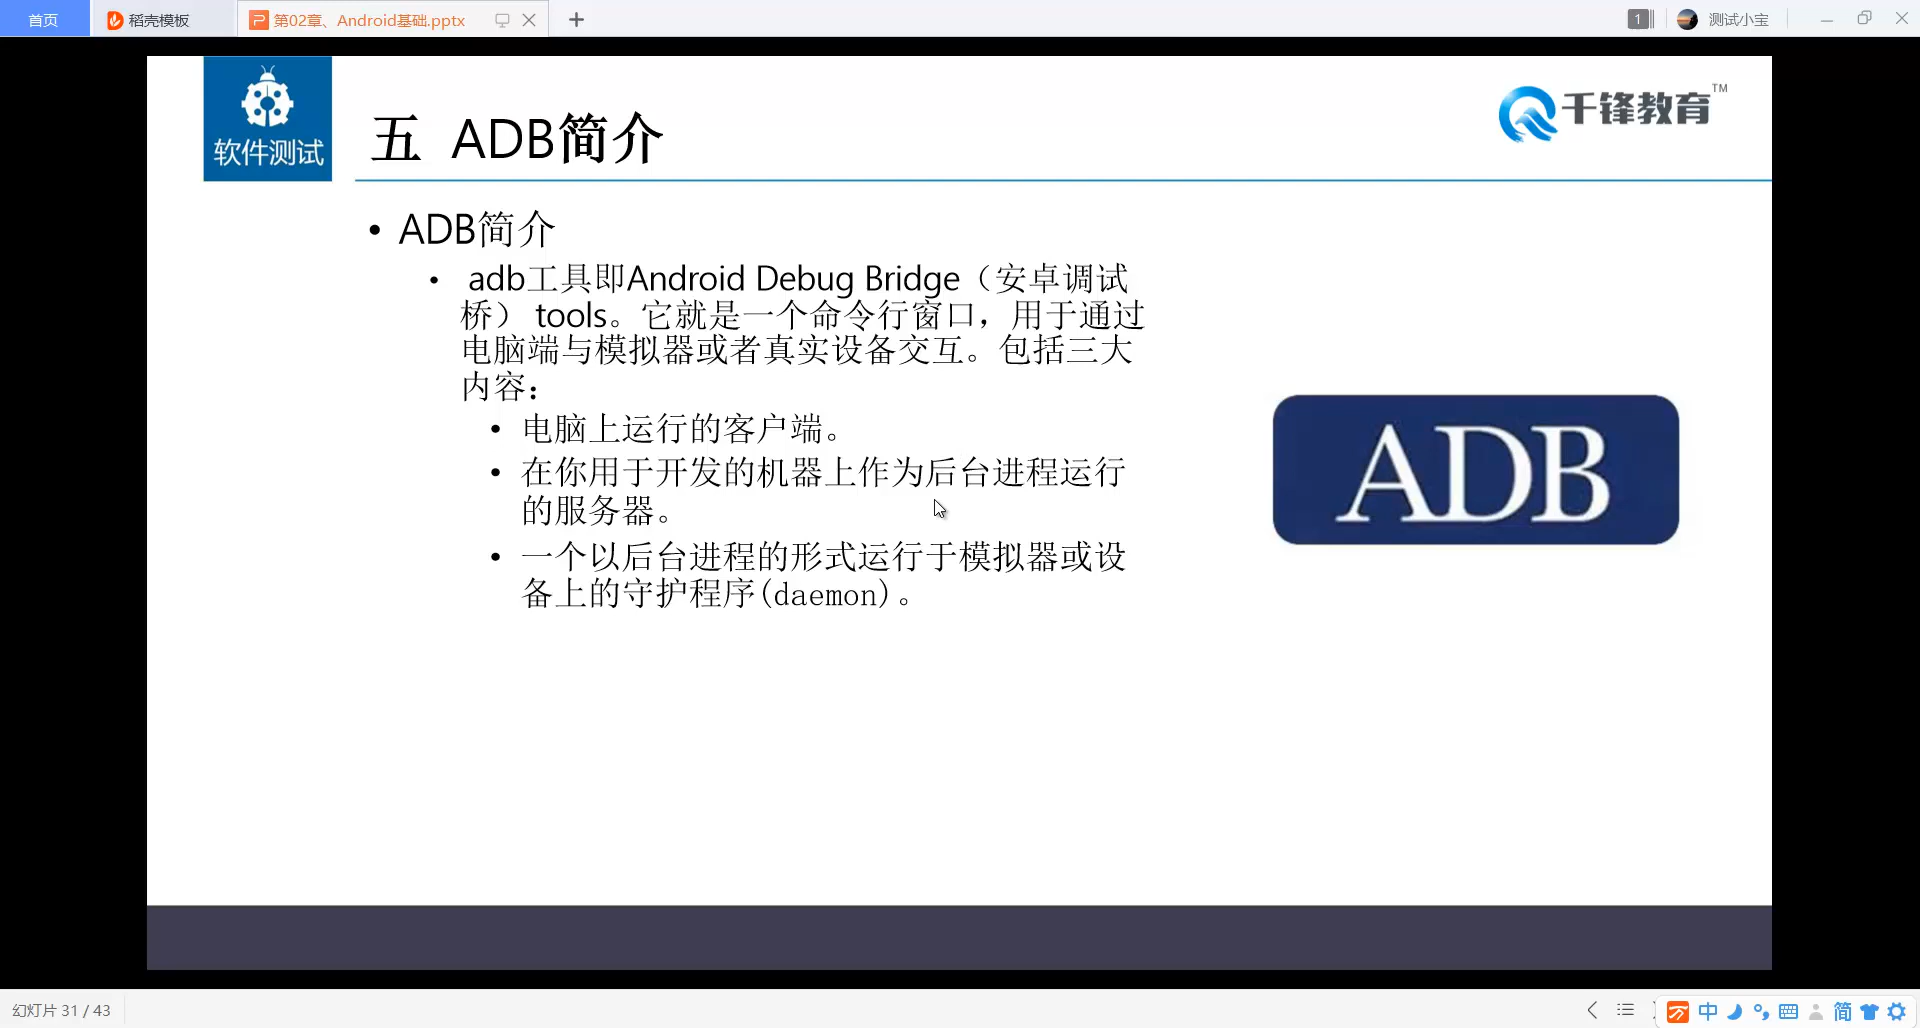 首页
稻壳模板
第02章、Android基础.pptx
1
测试小宝
软件测试
五 ADB简介
千锋教育
TM
• ADB简介
• adb工具即Android Debug Bridge（安卓调试
桥） tools。它就是一个命令行窗口，用于通过
电脑端与模拟器或者真实设备交互。包括三大
内容：
• 电脑上运行的客户端。
• 在你用于开发的机器上作为后台进程运行
的服务器。
• 一个以后台进程的形式运行于模拟器或设
备上的守护程序(daemon)。
ADB
幻灯片 31 / 43
中
简